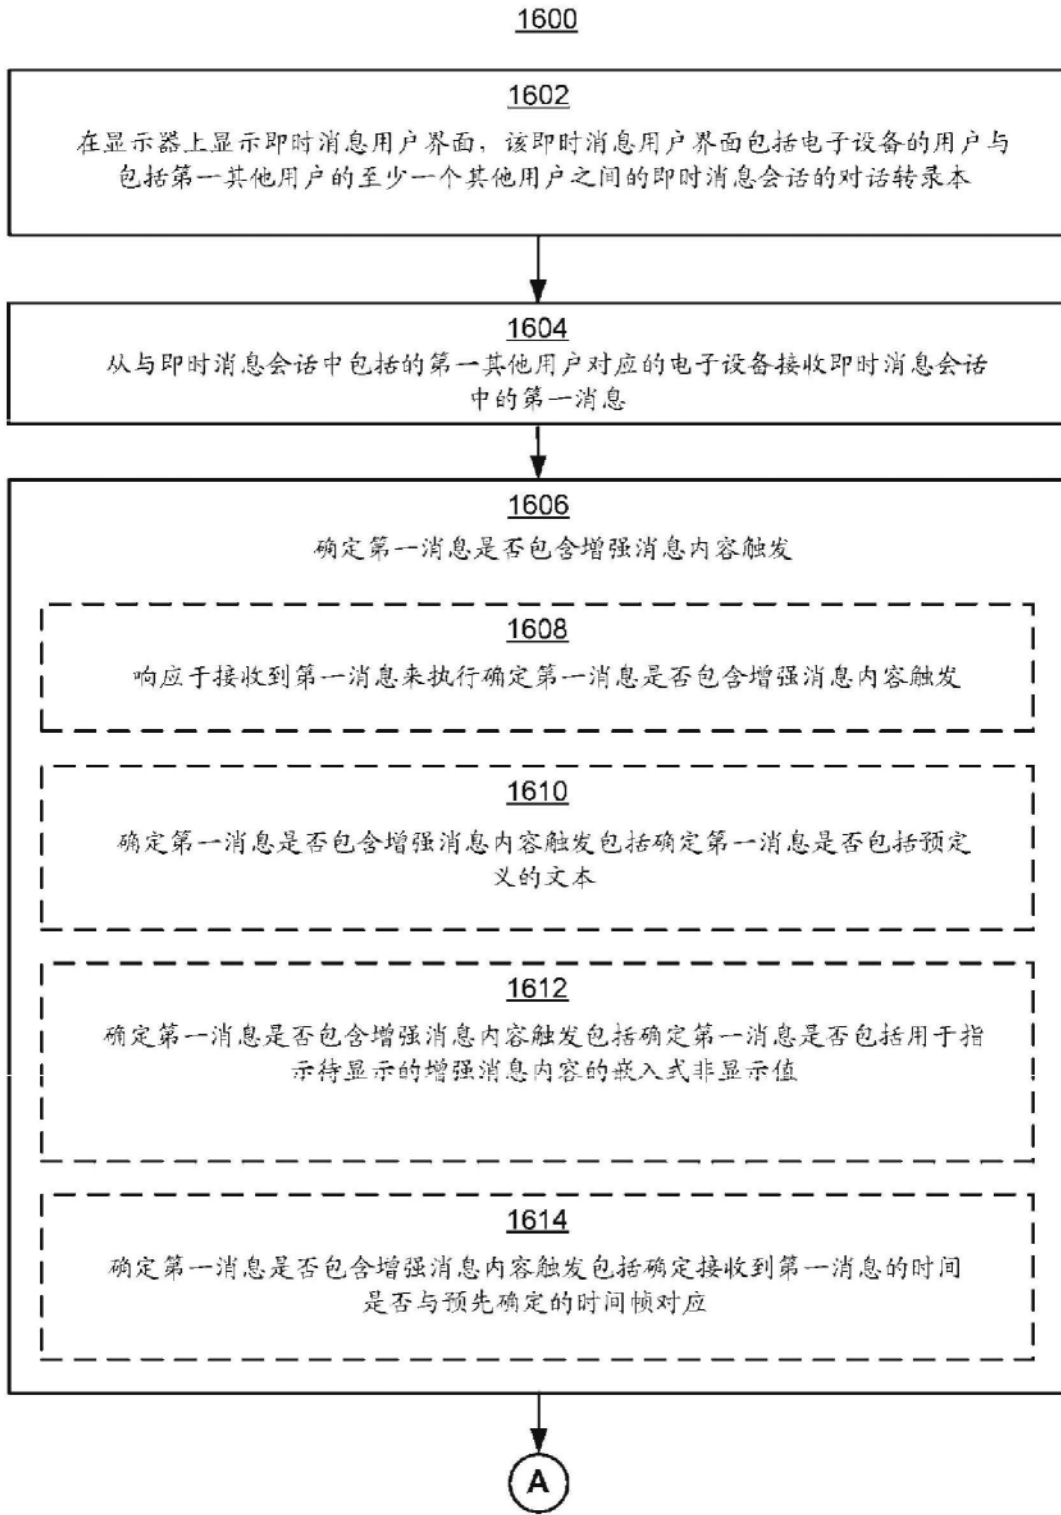 1600
1602
在显示器上显示即时消息用户界面，该即时消息用户界面包括电子设备的用户与
包括第一其他用户的至少一个其他用户之间的即时消息会话的对话转录本
1604
从与即时消息会话中包括的第一其他用户对应的电子设备接收即时消息会话
中的第一消息
1606
确定第一消息是否包含增强消息内容触发
1608
响应于接收到第一消息来执行确定第一消息是否包含增强消息内容触发
1610
确定第一消息是否包含增强消息内容触发包括确定第一消息是否包括预定
义的文本
1612
确定第一消息是否包含增强消息内容触发包括确定第一消息是否包括用于指
示待显示的增强消息内容的嵌入式非显示值
1614
确定第一消息是否包含增强消息内容触发包括确定接收到第一消息的时间
是否与预先确定的时间帧对应
A